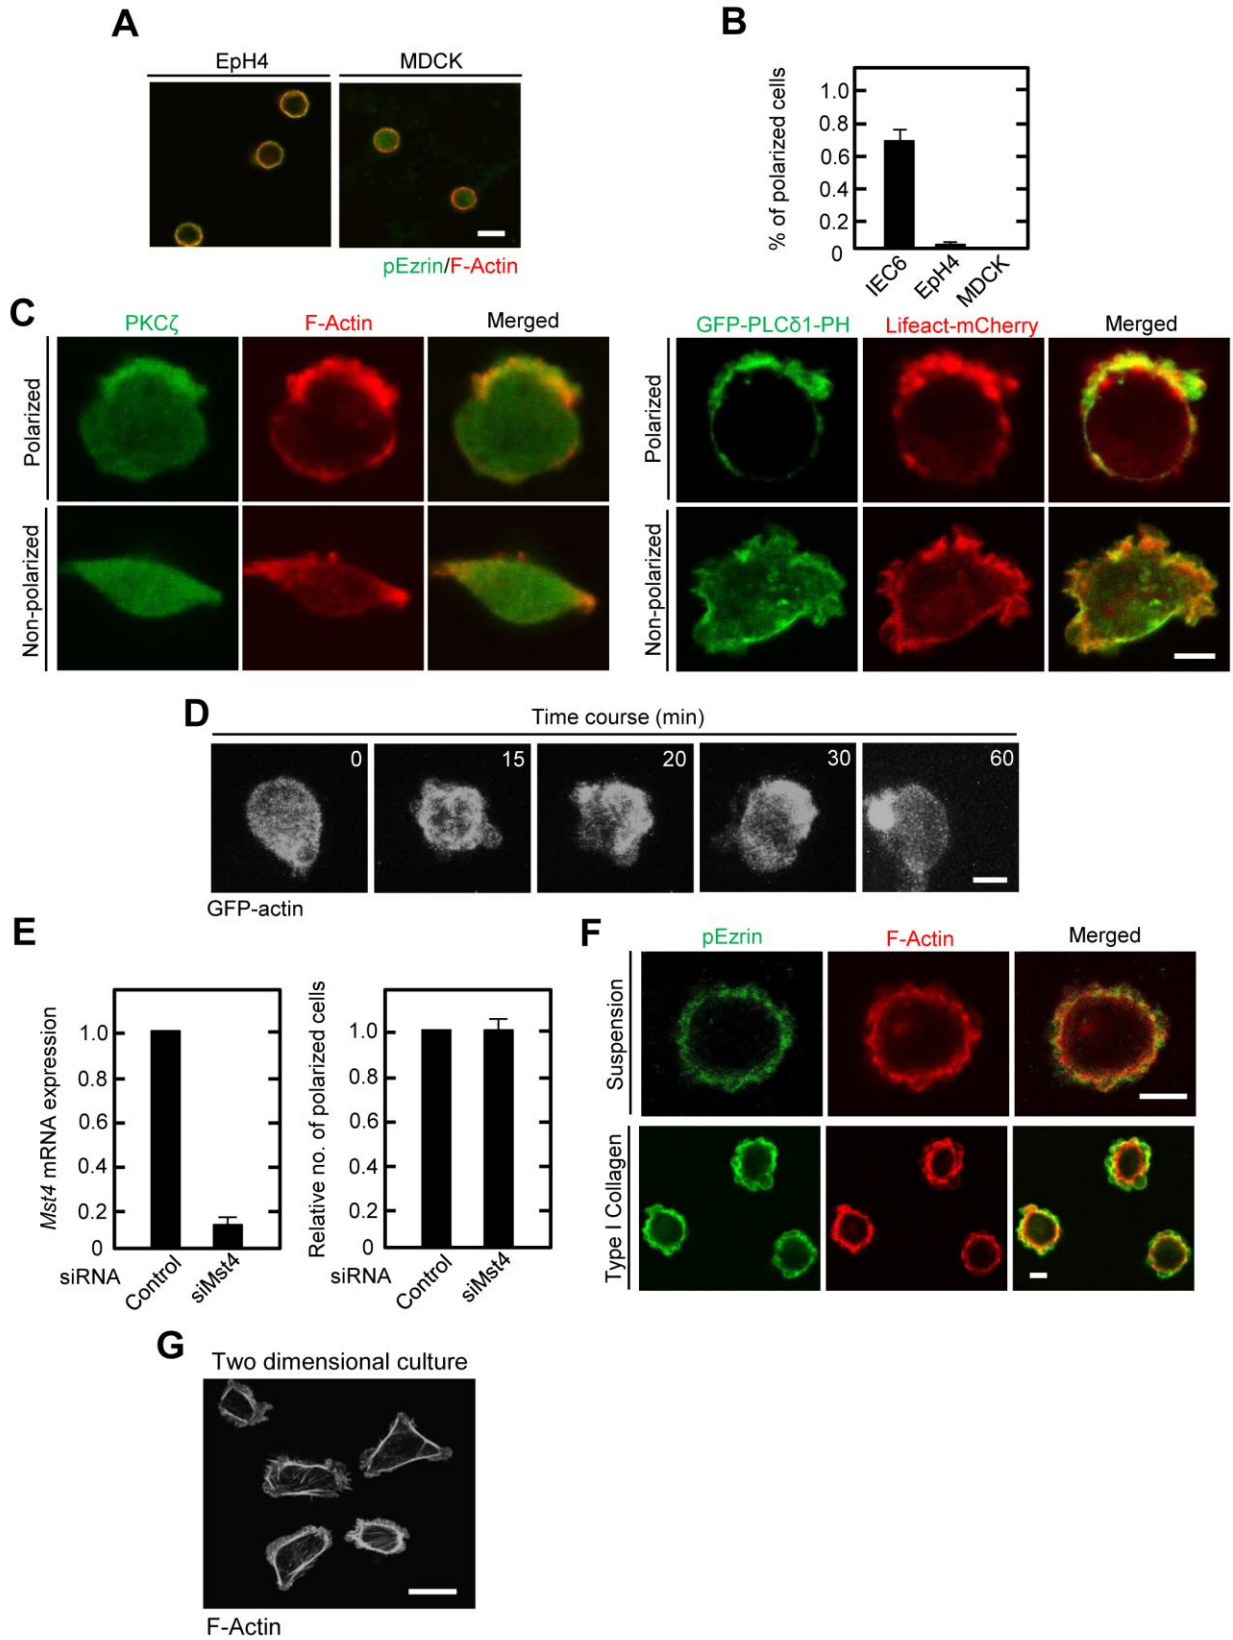 A
EpH4
MDCK
pEzrin/F-Actin
B
% of polarized cells
1.0
0.8
0.6
0.4
0.2
0
IEC6
EpH4
MDCK
C
PKCζ
F-Actin
Merged
GFP-PLCδ1-PH
Lifeact-mCherry
Merged
Polarized
Non-polarized
Polarized
Non-polarized
D
Time course (min)
0
15
20
30
60
GFP-actin
E
Mst4 mRNA expression
1.0
0.8
0.6
0.4
0.2
0
siRNA
Control
siMst4
Relative no. of polarized cells
1.0
0.8
0.6
0.4
0.2
0
siRNA
Control
siMst4
F
pEzrin
F-Actin
Merged
Suspension
Type I Collagen
G
Two dimensional culture
F-Actin